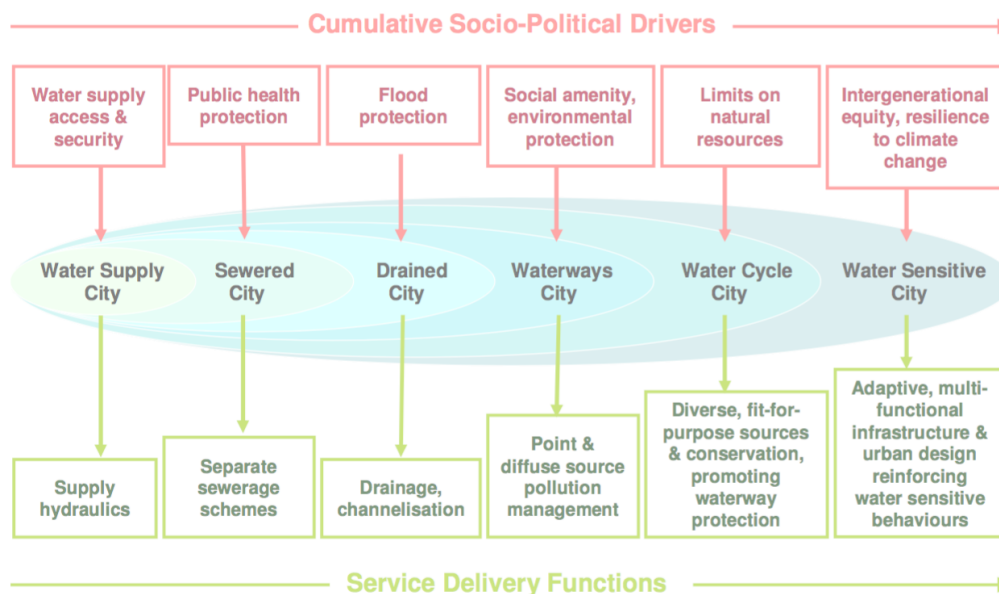 Cumulative Socio-Political Drivers
Water supply
access &
security
Public health
protection
Flood
protection
Social amenity,
environmental
protection
Limits on
natural
resources
Intergenerational
equity, resilience
to climate
change
Water Supply
City
Sewered
City
Drained
City
Waterways
City
Water Cycle
City
Water Sensitive
City
Supply
hydraulics
Separate
sewerage
schemes
Drainage,
channelisation
Point &
diffuse source
pollution
management
Diverse, fit-for-
purpose sources
& conservation,
promoting
waterway
protection
Adaptive, multi-
functional
infrastructure &
urban design
reinforcing
water sensitive
behaviours
Service Delivery Functions